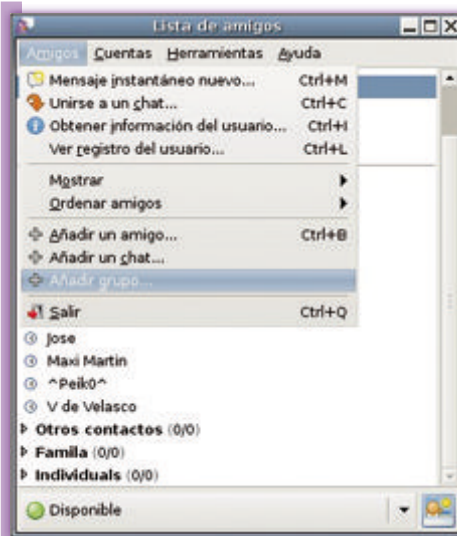 Lista de amigos
Amigos Cuentas Herramientas Ayuda
Mensaje instantáneo nuevo... Ctrl+M
Unirse a un chat... Ctrl+C
Obtener información del usuario... Ctrl+I
Ver registro del usuario... Ctrl+L
Mostrar
Ordenar amigos
Añadir un amigo... Ctrl+B
Añadir un chat...
Añadir grupo...
Salir Ctrl+Q
Jose
Maxi Martin
^Peik0^
V de Velasco
Otros contactos (0/0)
Famila (0/0)
Individuals (0/0)
Disponible